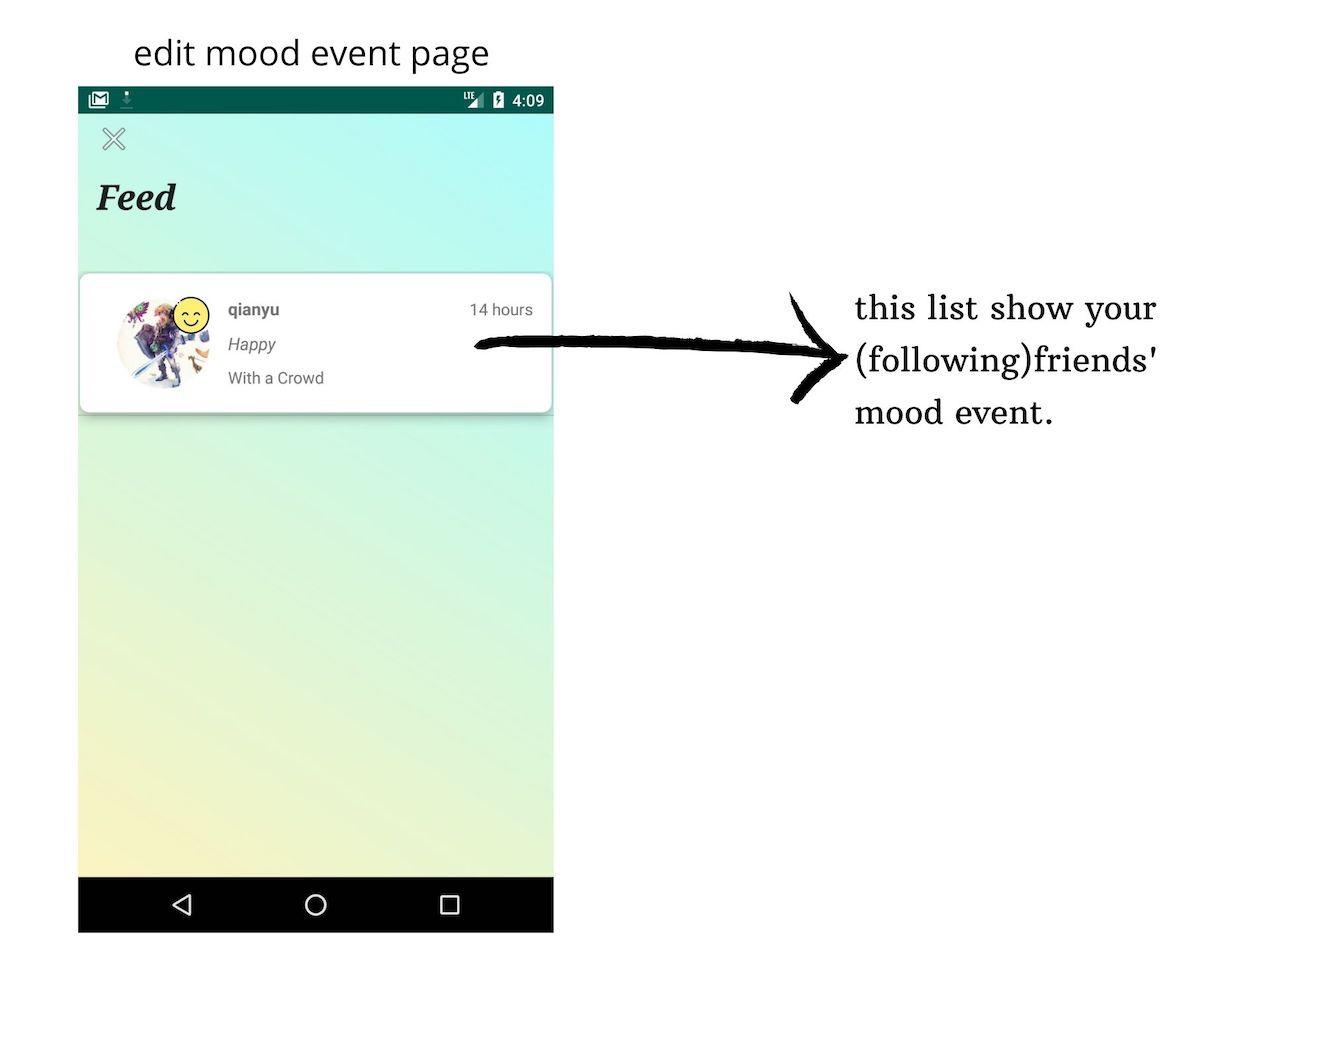 edit mood event page
LTE 4:09
Feed
qianyu 14 hours
Happy
With a Crowd
this list show your
(following)friends'
mood event.